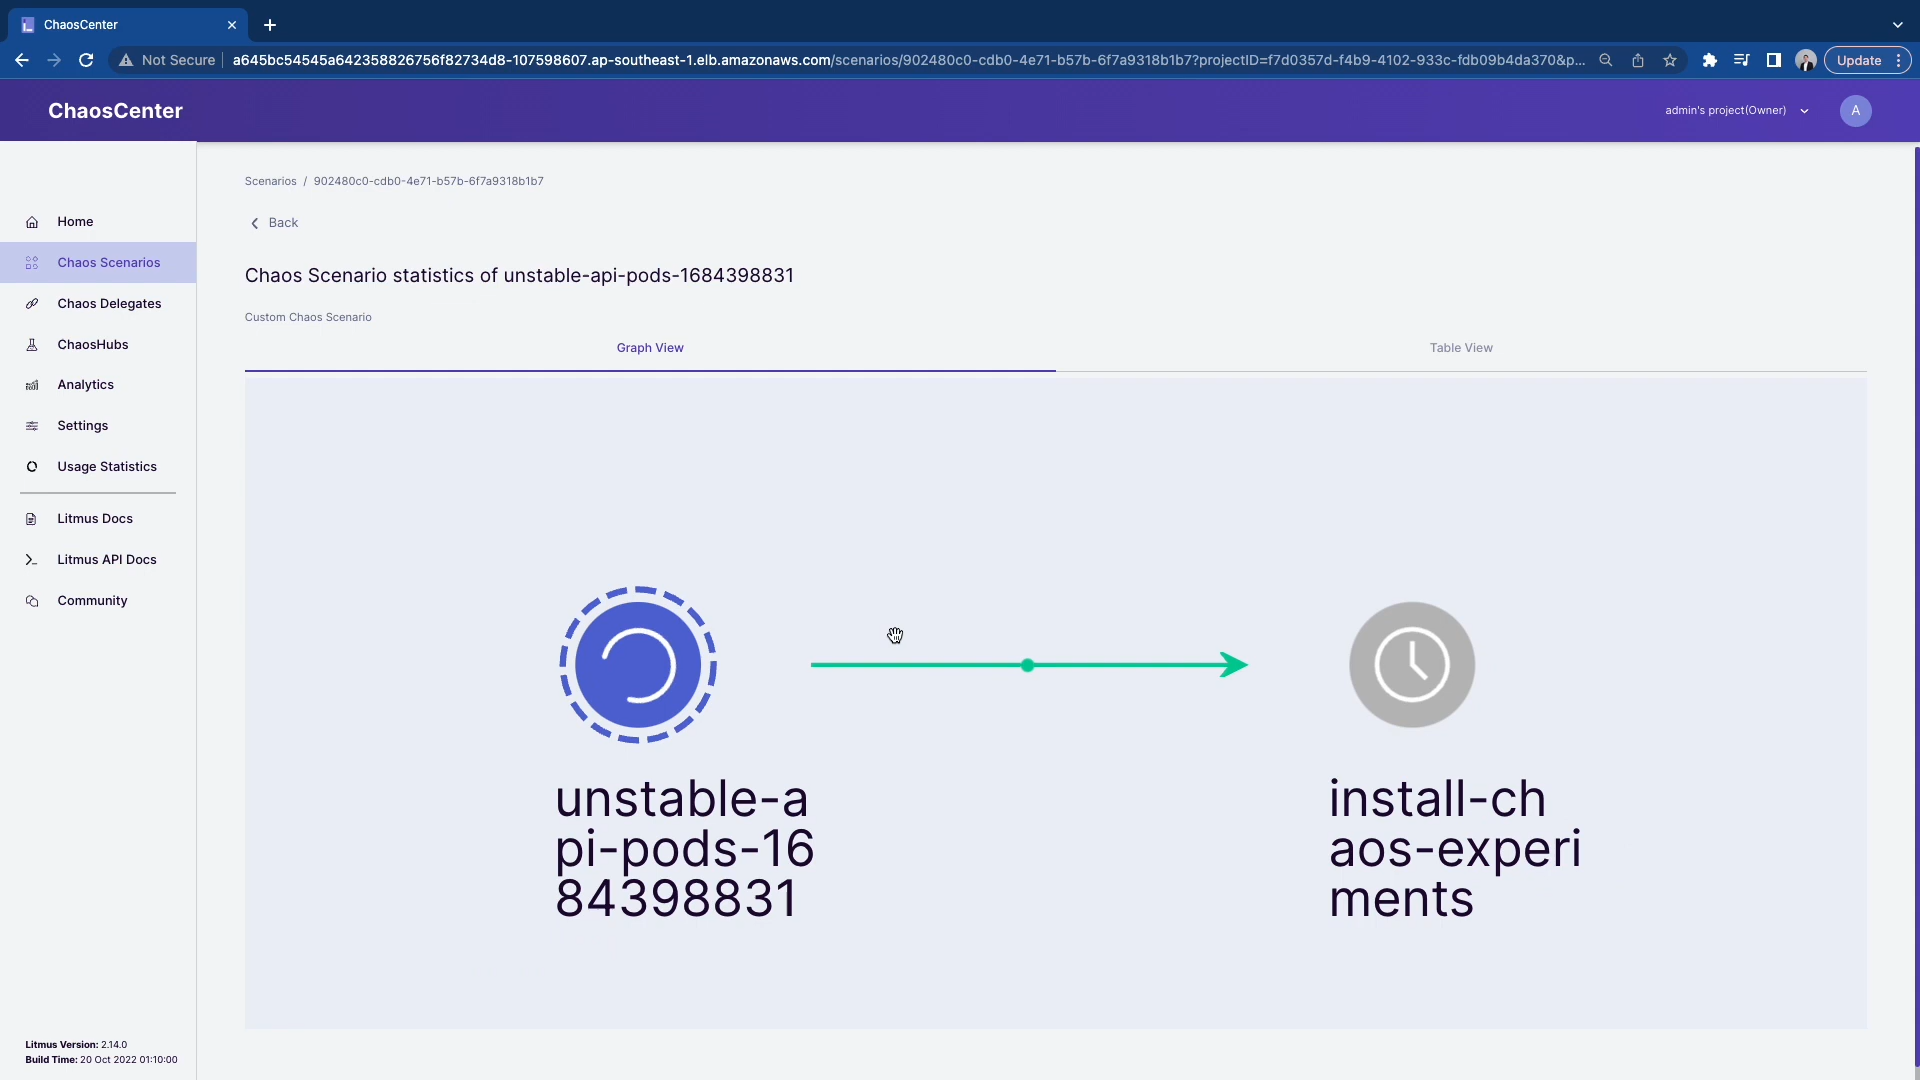 ChaosCenter
Not Secure
a645bc54545a642358826756f82734d8-107598607.ap-southeast-1.elb.amazonaws.com/scenarios/902480c0-cdb0-4e71-b57b-6f7a9318b1b7?projectID=f7d0357d-f4b9-4102-933c-fdb09b4da370&p...
Update
ChaosCenter
admin's project(Owner)
A
Scenarios / 902480c0-cdb0-4e71-b57b-6f7a9318b1b7
Back
Home
Chaos Scenarios
Chaos Delegates
ChaosHubs
Analytics
Settings
Usage Statistics
Litmus Docs
Litmus API Docs
Community
Chaos Scenario statistics of unstable-api-pods-1684398831
Custom Chaos Scenario
Graph View
Table View
unstable-a
pi-pods-16
84398831
install-ch
aos-experi
ments
Litmus Version: 2.14.0
Build Time: 20 Oct 2022 01:10:00